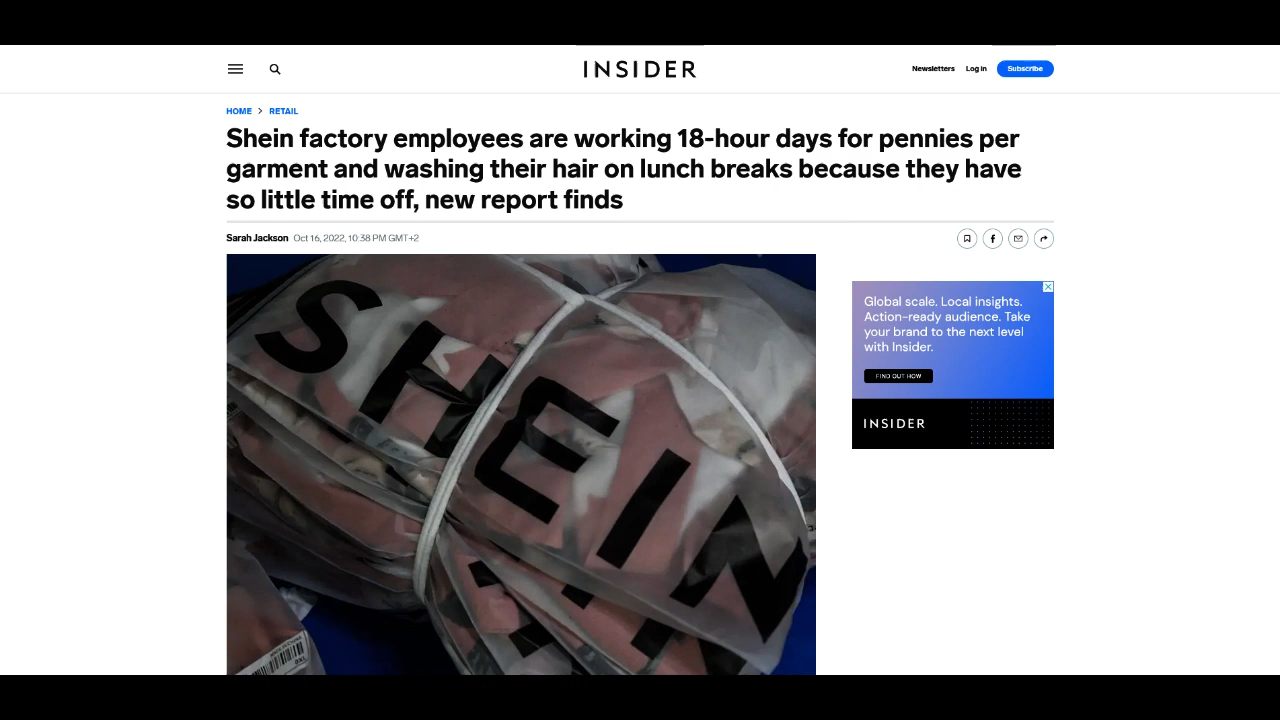 INSIDER
Newsletters
Log in
Subscribe
HOME > RETAIL
Shein factory employees are working 18-hour days for pennies per
garment and washing their hair on lunch breaks because they have
so little time off, new report finds
Sarah Jackson Oct 16, 2022, 10:38 PM GMT+2
SHEIN
MADE IN CHINA
Global scale. Local insights.
Action-ready audience. Take
your brand to the next level
with Insider.
FIND OUT HOW
INSIDER